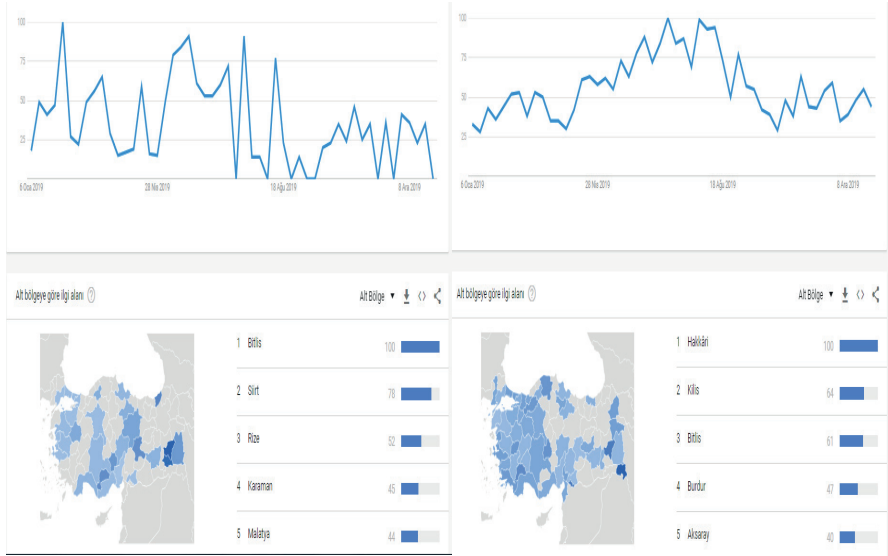 100
75
50
25
6 Oca 2019
28 Nis 2019
18 Ağu 2019
8 Ara 2019
Alt bölgeye göre ilgi alanı ?
Alt Bölge ▼ <>
1 Bitlis 100
2 Siirt 78
3 Rize 52
4 Karaman 45
5 Malatya 44
100
75
50
25
6 Oca 2019
28 Nis 2019
18 Ağu 2019
8 Ara 2019
Alt bölgeye göre ilgi alanı ?
Alt Bölge ▼ <>
1 Hakkâri 100
2 Kilis 64
3 Bitlis 61
4 Burdur 47
5 Aksaray 40